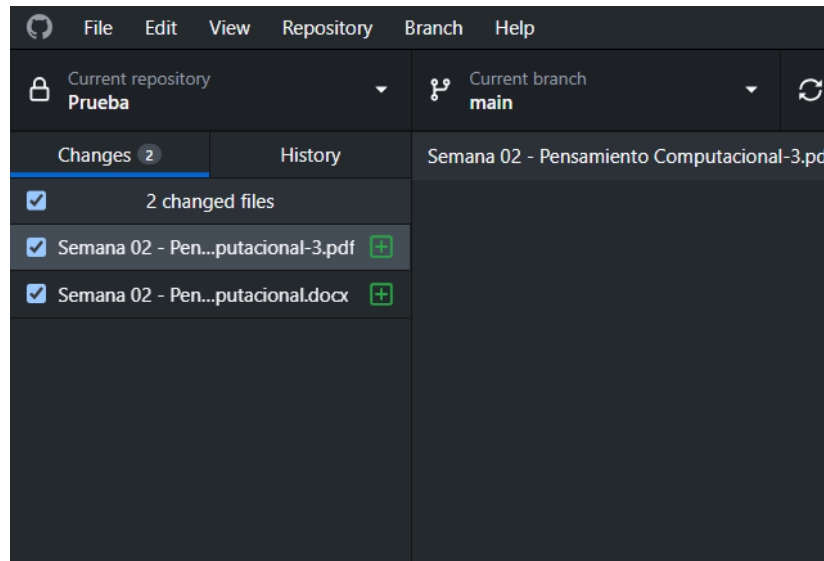 File Edit View Repository Branch Help
Current repository
Prueba
Current branch
main
Changes 2 History
2 changed files
Semana 02 - Pen...putacional-3.pdf
Semana 02 - Pen...putacional.docx
Semana 02 - Pensamiento Computacional-3.pd